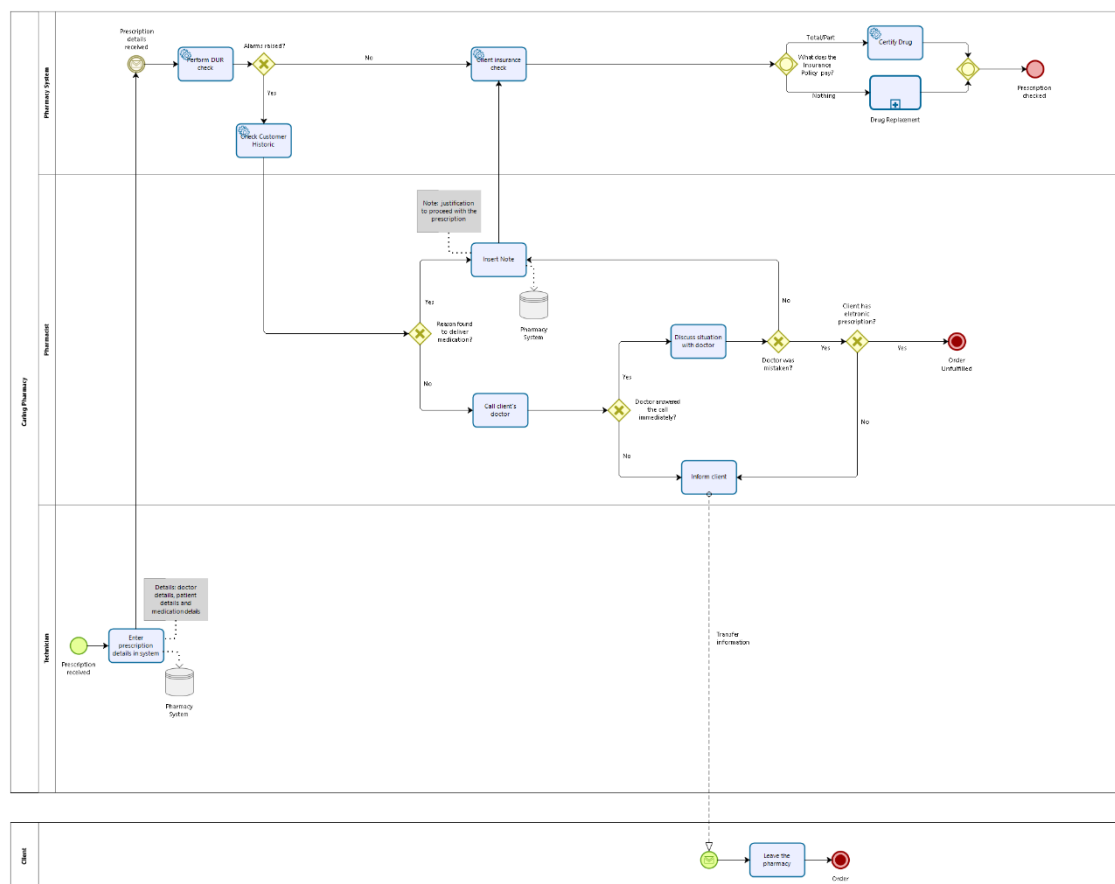 Caring Pharmacy
Pharmacy System
Prescription
details
received
Perform DUR
check
Alarms raised?
No
Yes
Check Customer
Historic
Client insurance
check
What does the
Insurance
Policy pay?
Total/Part
Certify Drug
Nothing
Drug Replacment
Prescription
checked
Pharmacist
Note: justification
to proceed with the
prescription
Insert Note
Pharmacy
System
Yes
Reason found
to deliver
medication?
No
Call client's
doctor
Doctor answered
the call
immediately?
Yes
Discuss situation
with doctor
No
Doctor was
mistaken?
Yes
Client has
eletronic
prescription?
Yes
Order
Unfulfilled
No
No
Inform client
Transfer
information
Technician
Prescription
received
Enter
prescription
details in system
Details: doctor
details, patient
details and
medication details
Pharmacy
System
Client
Leave the
pharmacy
Order